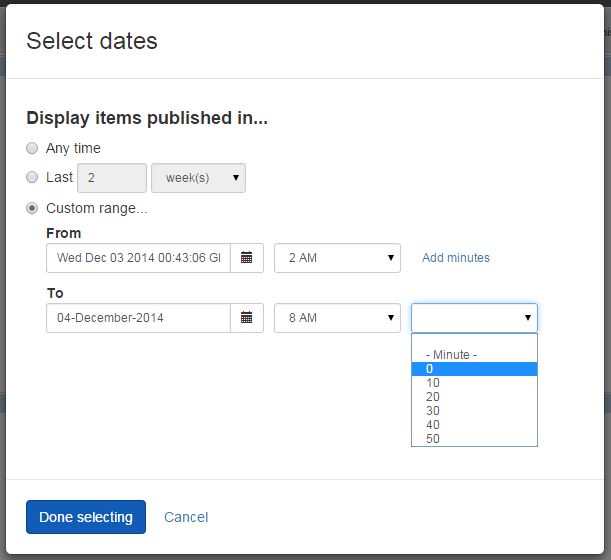 Select dates
Display items published in...
Any time
Last 2 week(s)
Custom range...
From
Wed Dec 03 2014 00:43:06 Gl 2 AM Add minutes
To
04-December-2014 8 AM
- Minute -
0
10
20
30
40
50
Done selecting Cancel